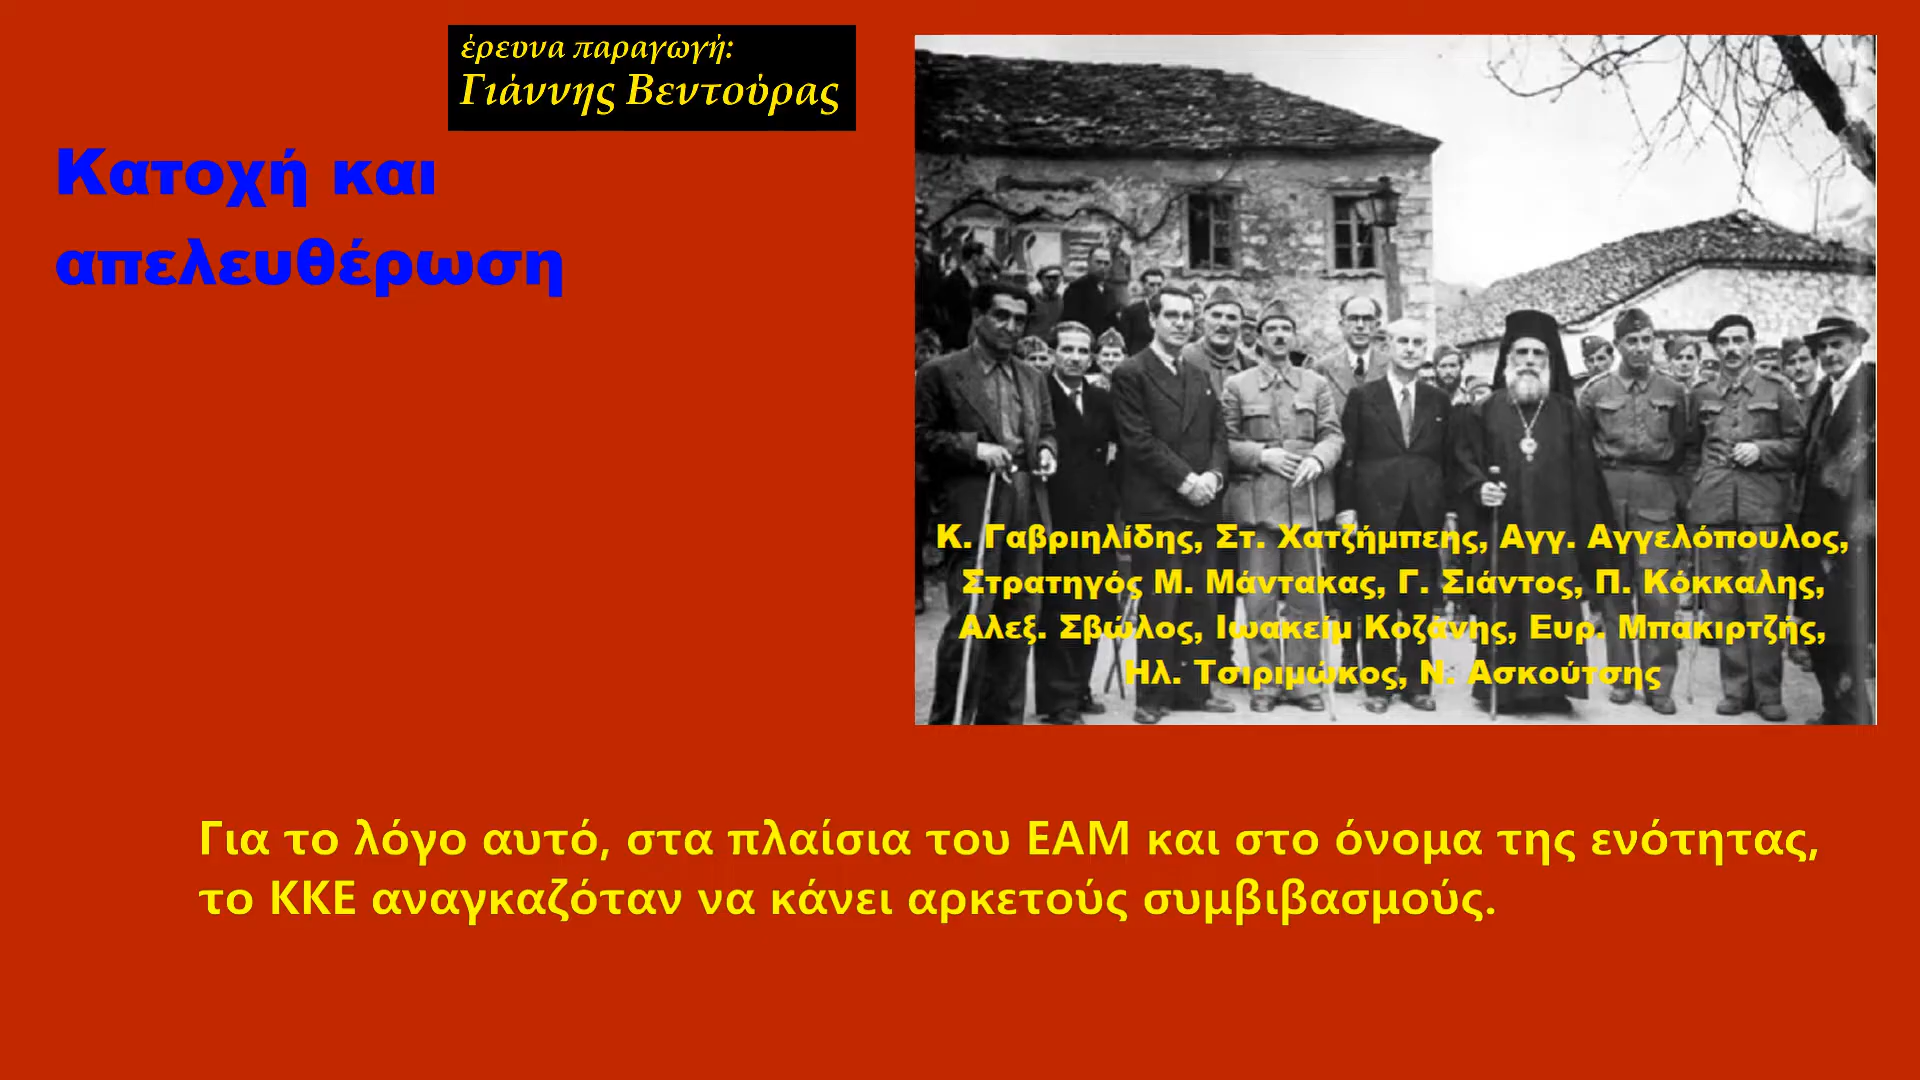 έρευνα παραγωγή:
Γιάννης Βεντούρας
Κατοχή και
απελευθέρωση
Κ. Γαβριηλίδης, Στ. Χατζήμπεης, Αγγ. Αγγελόπουλος,
Στρατηγός Μ. Μάντακας, Γ. Σιάντος, Π. Κόκκαλης,
Αλεξ. Σβώλος, Ιωακείμ Κοζάνης, Ευρ. Μπακιρτζής,
Ηλ. Τσιριμώκος, Ν. Ασκούτσης
Για το λόγο αυτό, στα πλαίσια του ΕΑΜ και στο όνομα της ενότητας,
το ΚΚΕ αναγκαζόταν να κάνει αρκετούς συμβιβασμούς.